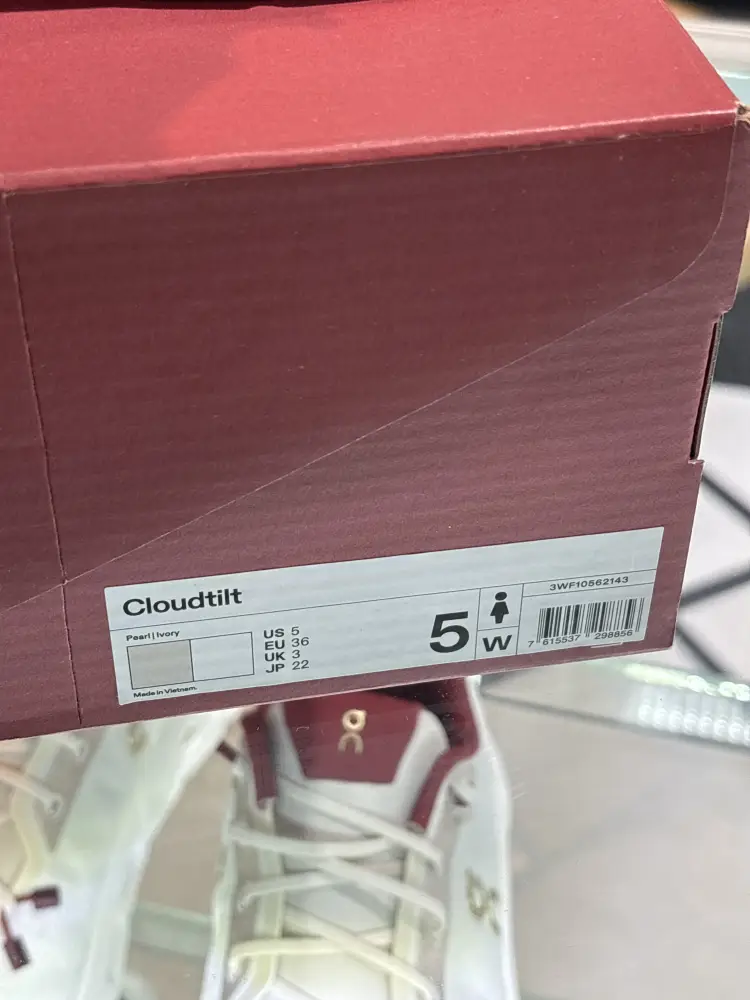 Cloudtilt
3WF10562143
Pearl | Ivory
US 5
EU 36
UK 3
JP 22
5
W
7 615537 298856
Made in Vietnam.